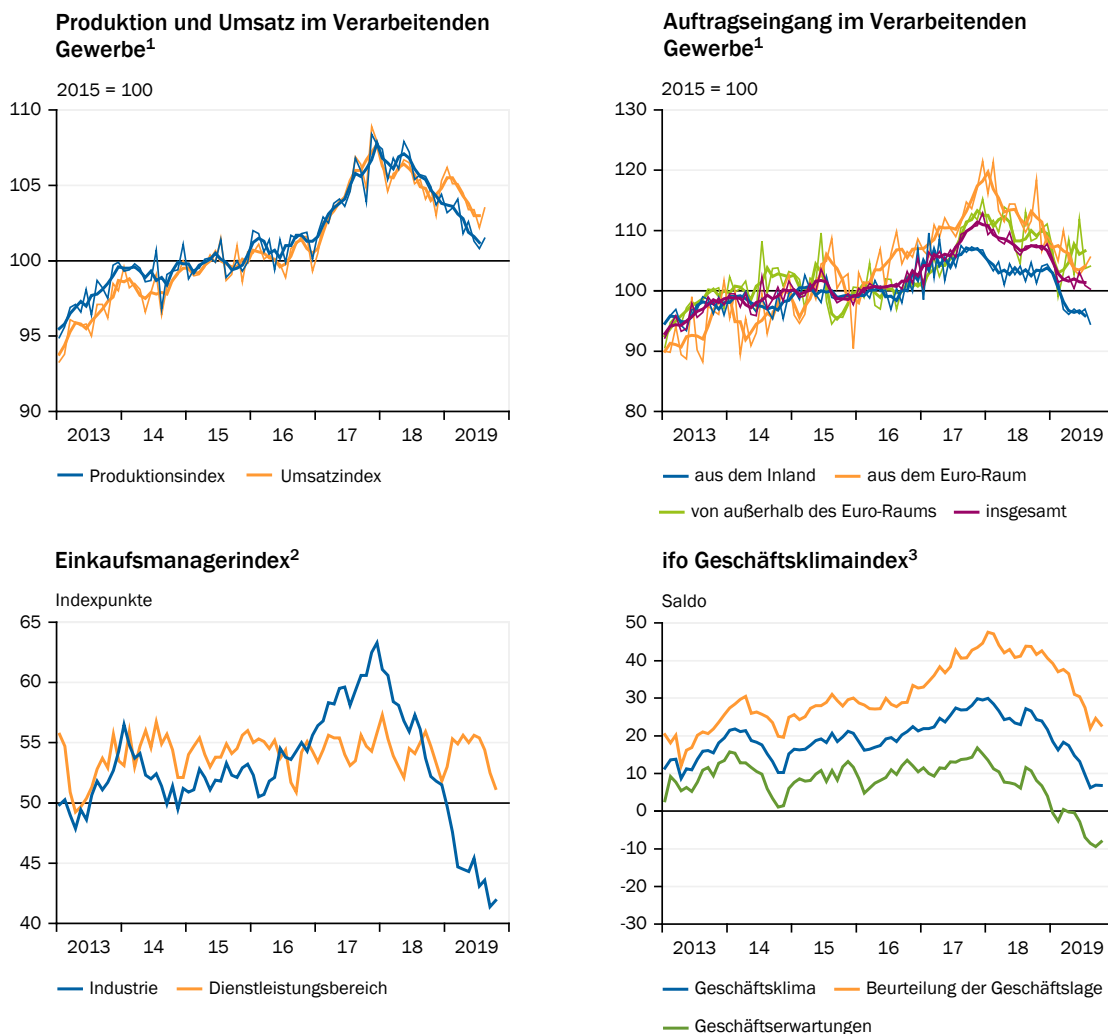 Produktion und Umsatz im Verarbeitenden
Gewerbe1
2015 = 100
110
105
100
95
90
2013 14 15 16 17 18 2019
Produktionsindex Umsatzindex
Auftragseingang im Verarbeitenden
Gewerbe1
2015 = 100
130
120
110
100
90
80
2013 14 15 16 17 18 2019
aus dem Inland aus dem Euro-Raum
von außerhalb des Euro-Raums insgesamt
Einkaufsmanagerindex2
Indexpunkte
65
60
55
50
45
40
2013 14 15 16 17 18 2019
Industrie Dienstleistungsbereich
ifo Geschäftsklimaindex3
Saldo
50
40
30
20
10
0
-10
-20
-30
2013 14 15 16 17 18 2019
Geschäftsklima Beurteilung der Geschäftslage
Geschäftserwartungen